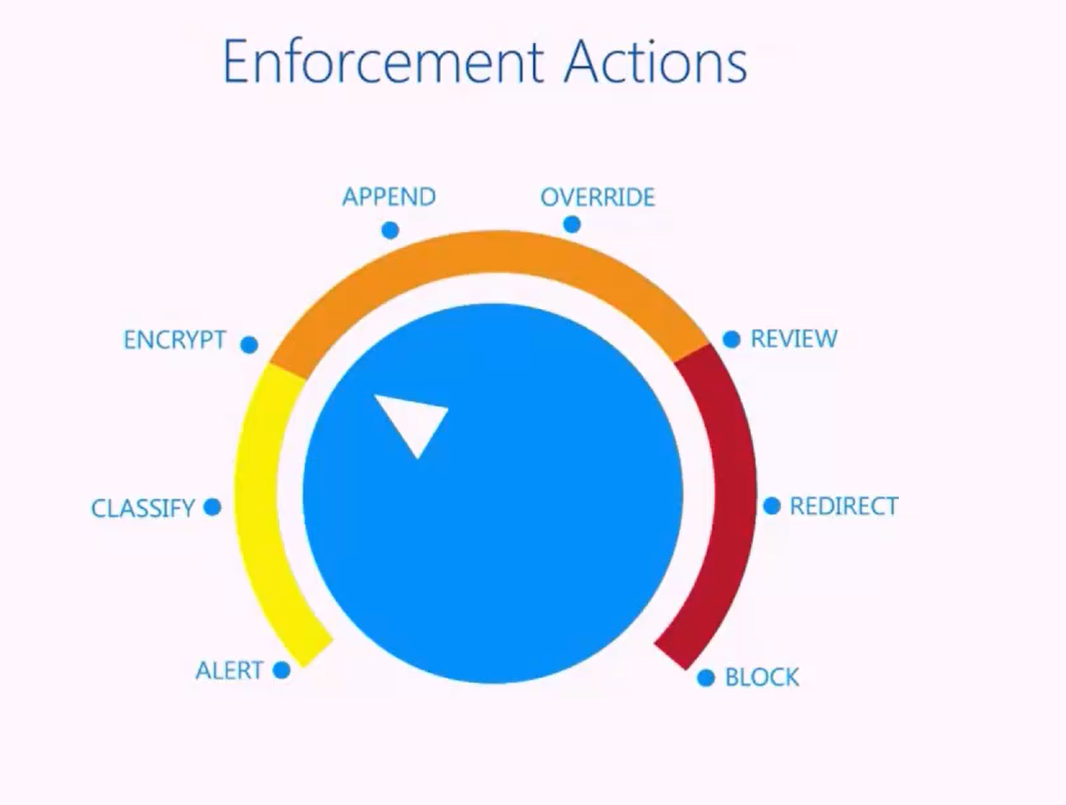 Enforcement Actions
APPEND
OVERRIDE
ENCRYPT
REVIEW
CLASSIFY
REDIRECT
ALERT
BLOCK